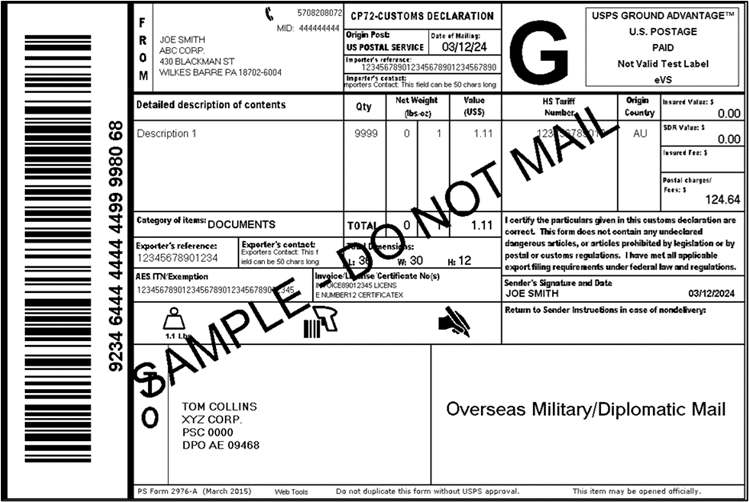 9234 6444 4444 4499 9980 68
FROM
5708208072
MID: 444444444
JOE SMITH
ABC CORP.
430 BLACKMAN ST
WILKES BARRE PA 18702-6004
CP72-CUSTOMS DECLARATION
Origin Post:
US POSTAL SERVICE
Date of Mailing:
03/12/24
Importer's reference:
123456789012345678901234567890
Importer's contact:
mporters Contact: This field can be 50 chars long
G
USPS GROUND ADVANTAGE™
U.S. POSTAGE
PAID
Not Valid Test Label
eVS
Detailed description of contents
Qty
Net Weight
(lbs-oz)
Value
(US$)
HS Tariff
Number
Origin
Country
Insured Value: $
0.00
Description 1
9999
0
1
1.11
AU
SDR Value: $
0.00
Insured Fee: $
Postal charges/
Fees: $
124.64
Category of items: DOCUMENTS
TOTAL
0
1.11
I certify the particulars given in this customs declaration are
correct. This form does not contain any undeclared
dangerous articles, or articles prohibited by legislation or by
postal or customs regulations. I have met all applicable
export filing requirements under federal law and regulations.
Exporter's reference:
12345678901234
Exporter's contact:
Exporters Contact: This f
ield can be 50 chars long
Dimensions:
W: 30
H: 12
AES/ITN/Exemption
Invoice/License/Certificate No(s)
E NUMBER12 CERTIFICATEX
Sender's Signature and Date
JOE SMITH
03/12/2024
1.1 Lbs
Return to Sender Instructions in case of nondelivery:
SAMPLE - DO NOT MAIL
TO
TOM COLLINS
XYZ CORP.
PSC 0000
DPO AE 09468
Overseas Military/Diplomatic Mail
PS Form 2976-A (March 2015)
Web Tools
Do not duplicate this form without USPS approval.
This item may be opened officially.